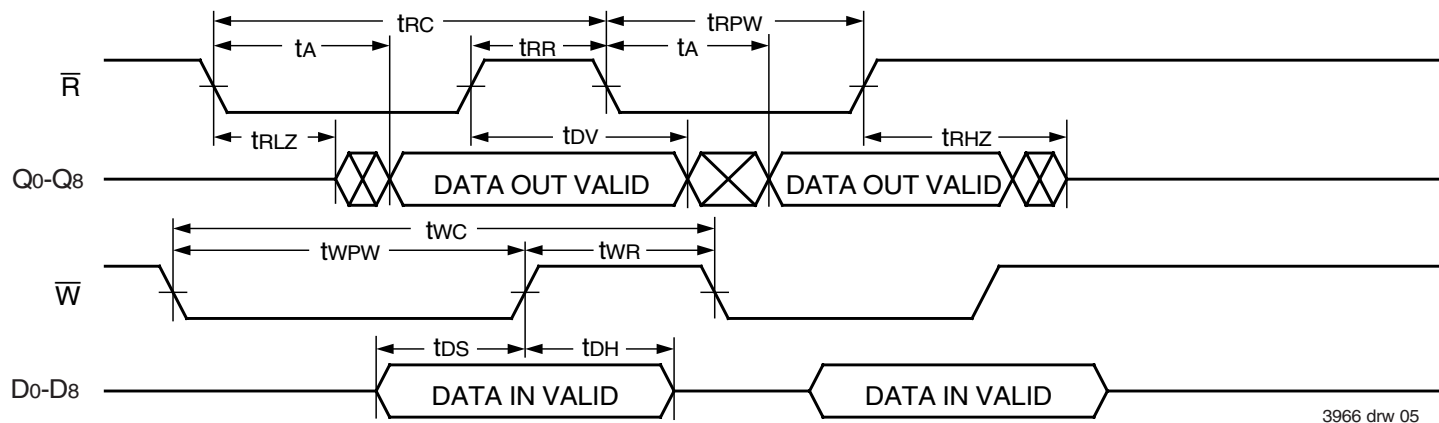 tRC tRPW
tA tRR tA
R̅
tRLZ tDV tRHZ
Q0-Q8 DATA OUT VALID DATA OUT VALID
tWC
tWPW tWR
W̅
tDS tDH
D0-D8 DATA IN VALID DATA IN VALID
3966 drw 05